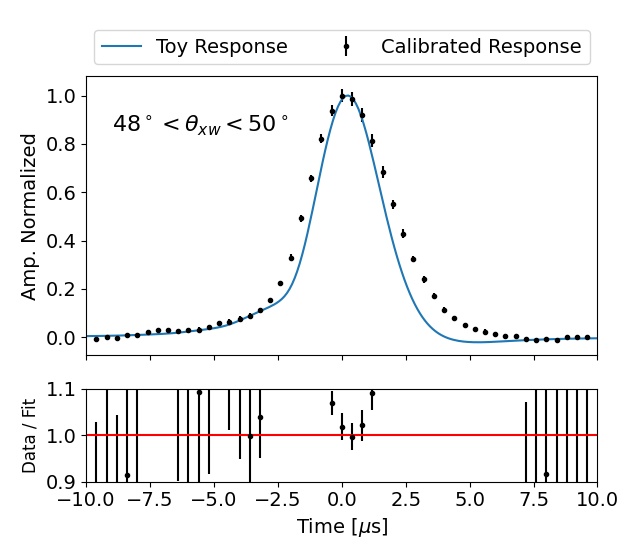 Toy Response Calibrated Response
48° < θxw < 50°
Amp. Normalized
1.0
0.8
0.6
0.4
0.2
0.0
Data / Fit
1.1
1.0
0.9
−10.0 −7.5 −5.0 −2.5 0.0 2.5 5.0 7.5 10.0
Time [μs]